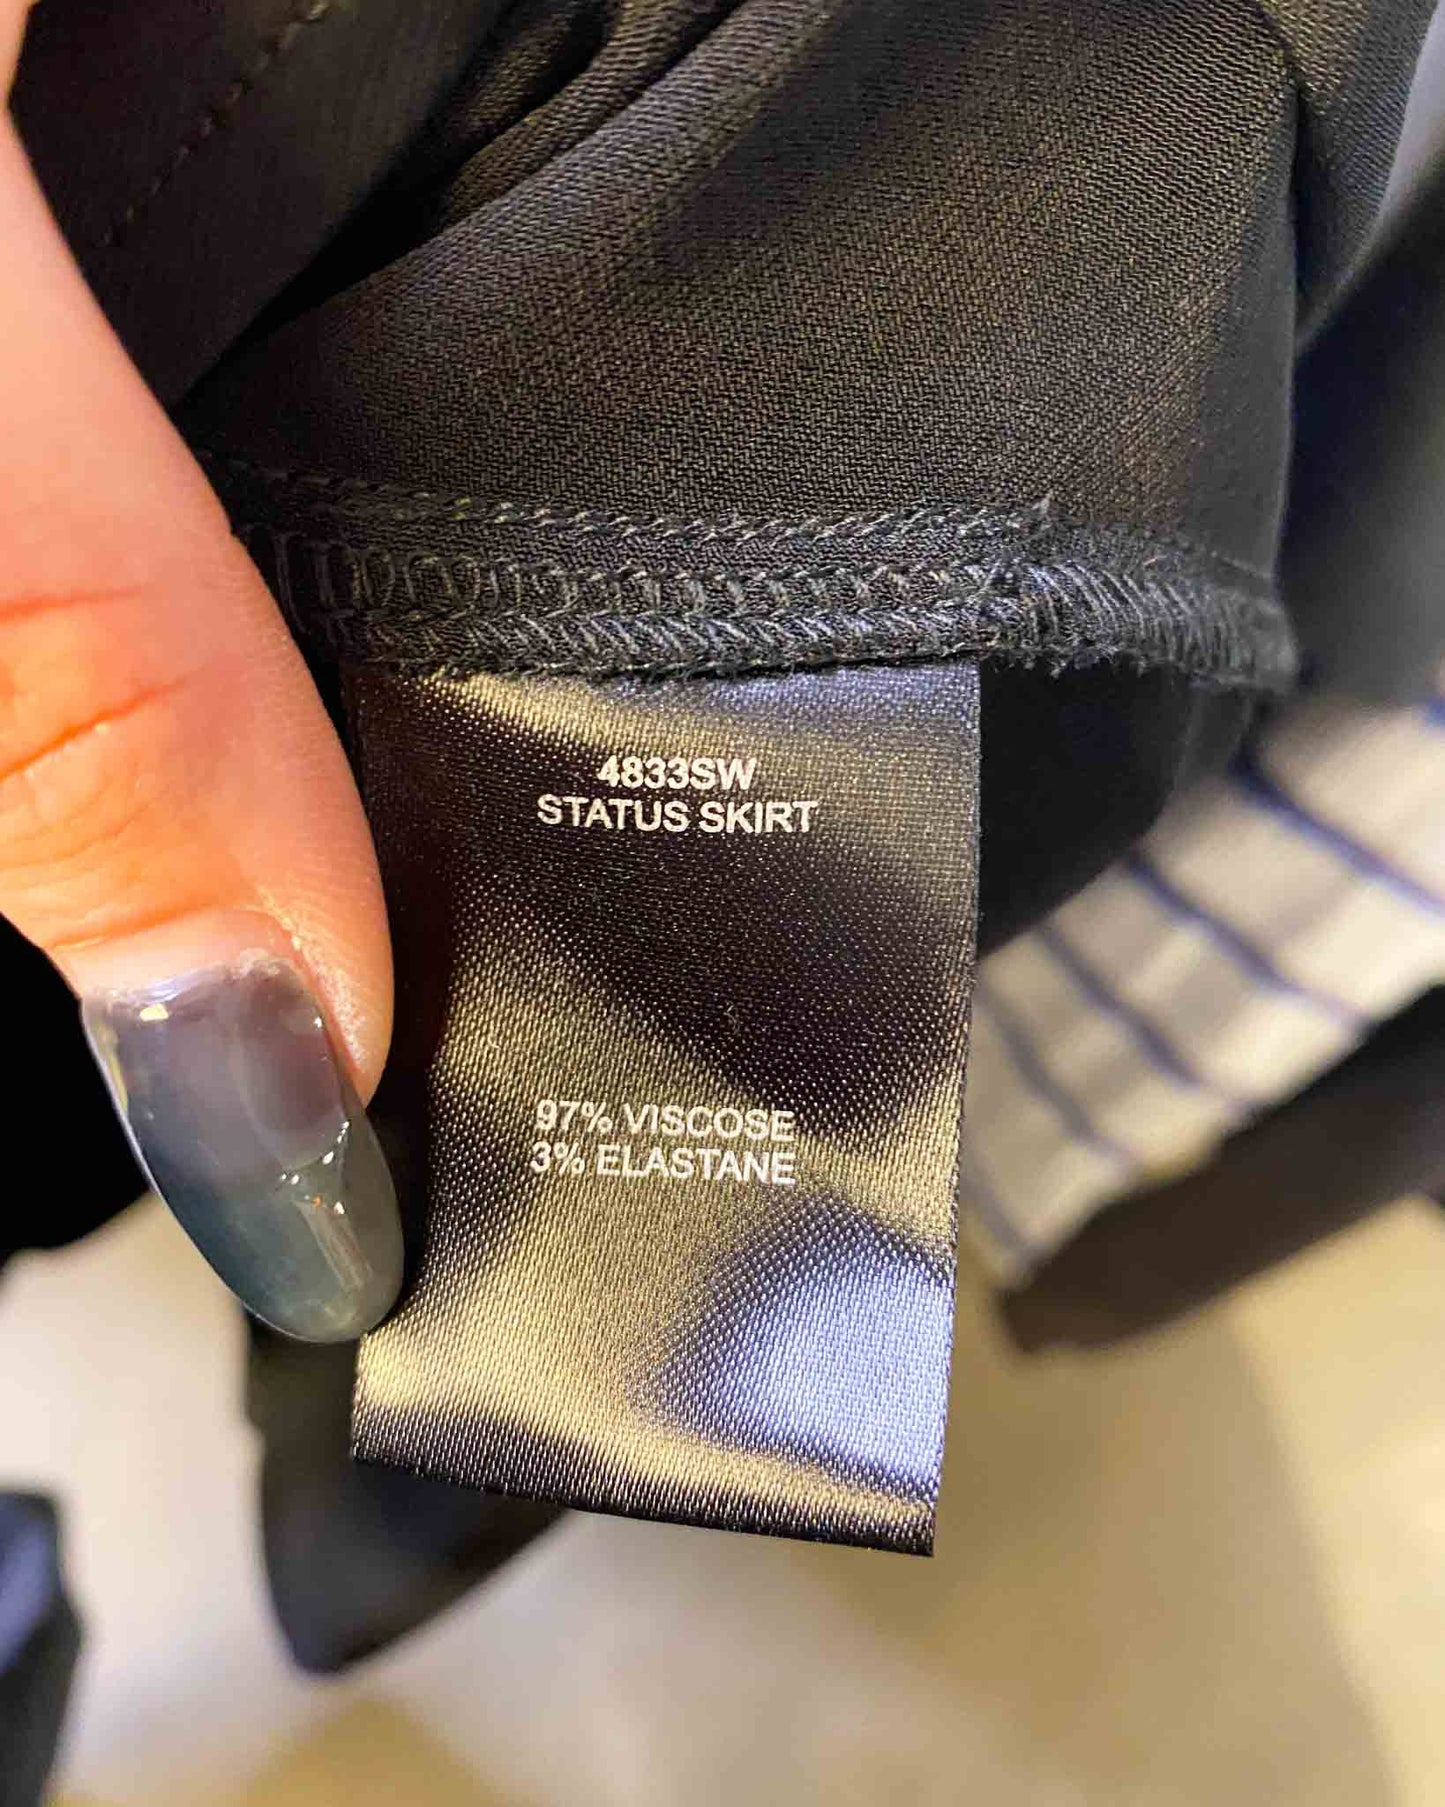 4833SW
STATUS SKIRT
97% VISCOSE
3% ELASTANE